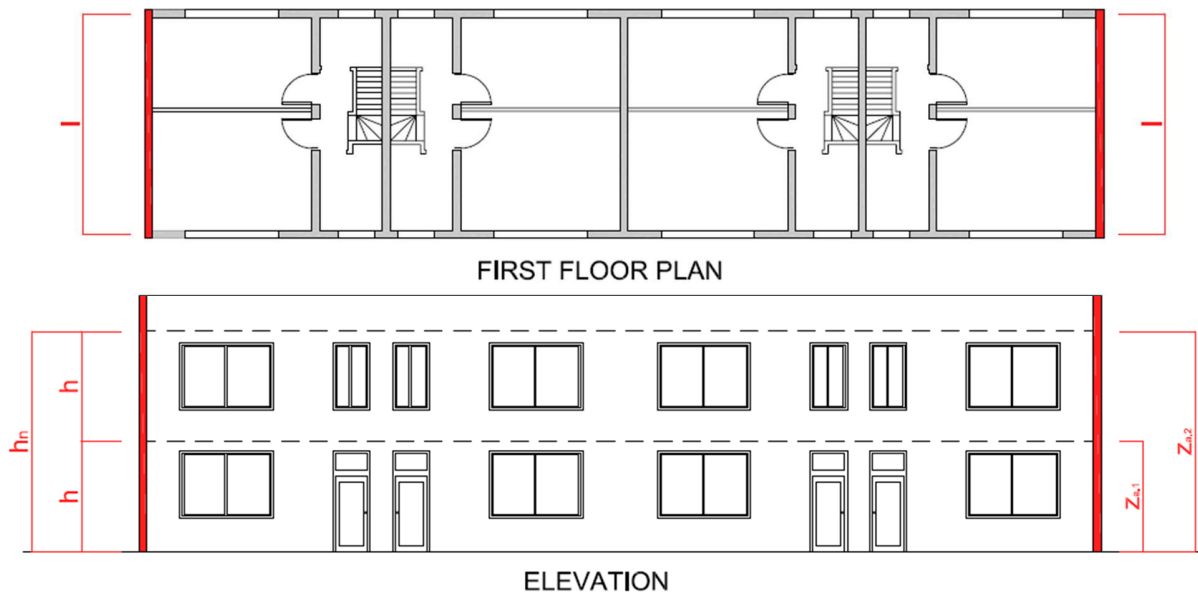 l
l
FIRST FLOOR PLAN
hn
h
h
za,2
za,1
ELEVATION